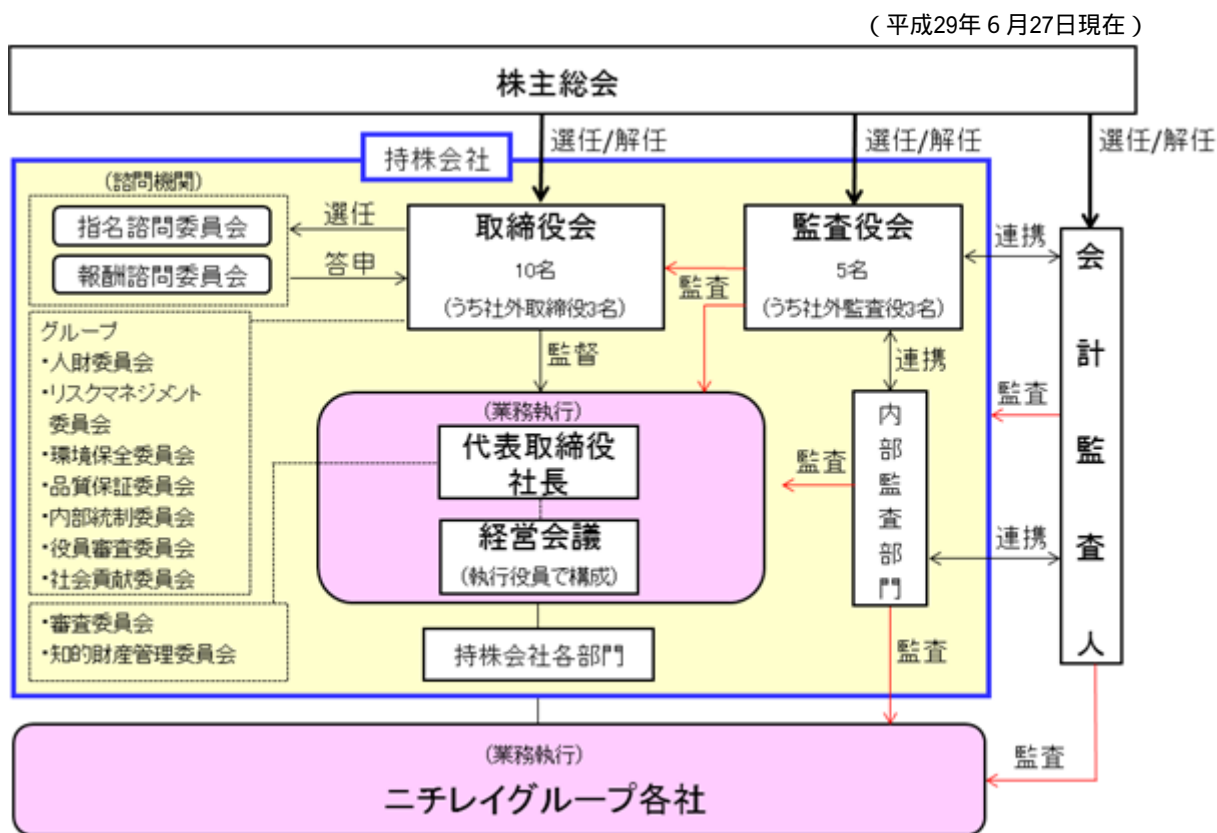 （平成29年６月27日現在）
株主総会
選任/解任
選任/解任
選任/解任
持株会社
(諮問機関)
指名諮問委員会
報酬諮問委員会
選任
答申
取締役会
10名
(うち社外取締役3名)
監査
監査役会
5名
(うち社外監査役3名)
連携
会計監査人
グループ
・人財委員会
・リスクマネジメント
委員会
・環境保全委員会
・品質保証委員会
・内部統制委員会
・役員審査委員会
・社会貢献委員会
監督
連携
(業務執行)
代表取締役
社長
経営会議
(執行役員で構成)
監査
内部監査部門
監査
連携
・審査委員会
・知的財産管理委員会
持株会社各部門
監査
監査
(業務執行)
ニチレイグループ各社